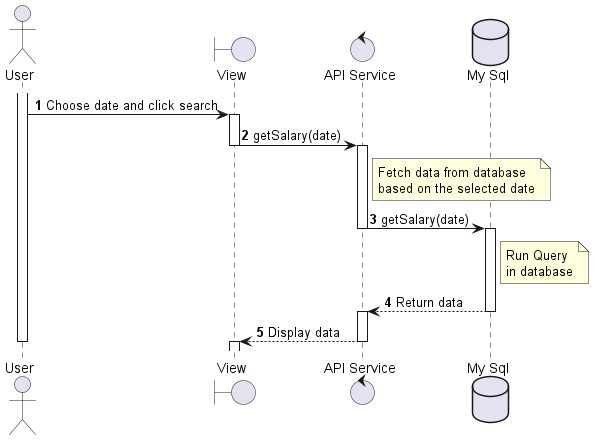 User
View
API Service
My Sql
1 Choose date and click search
2 getSalary(date)
Fetch data from database
based on the selected date
3 getSalary(date)
Run Query
in database
4 Return data
5 Display data
User
View
API Service
My Sql